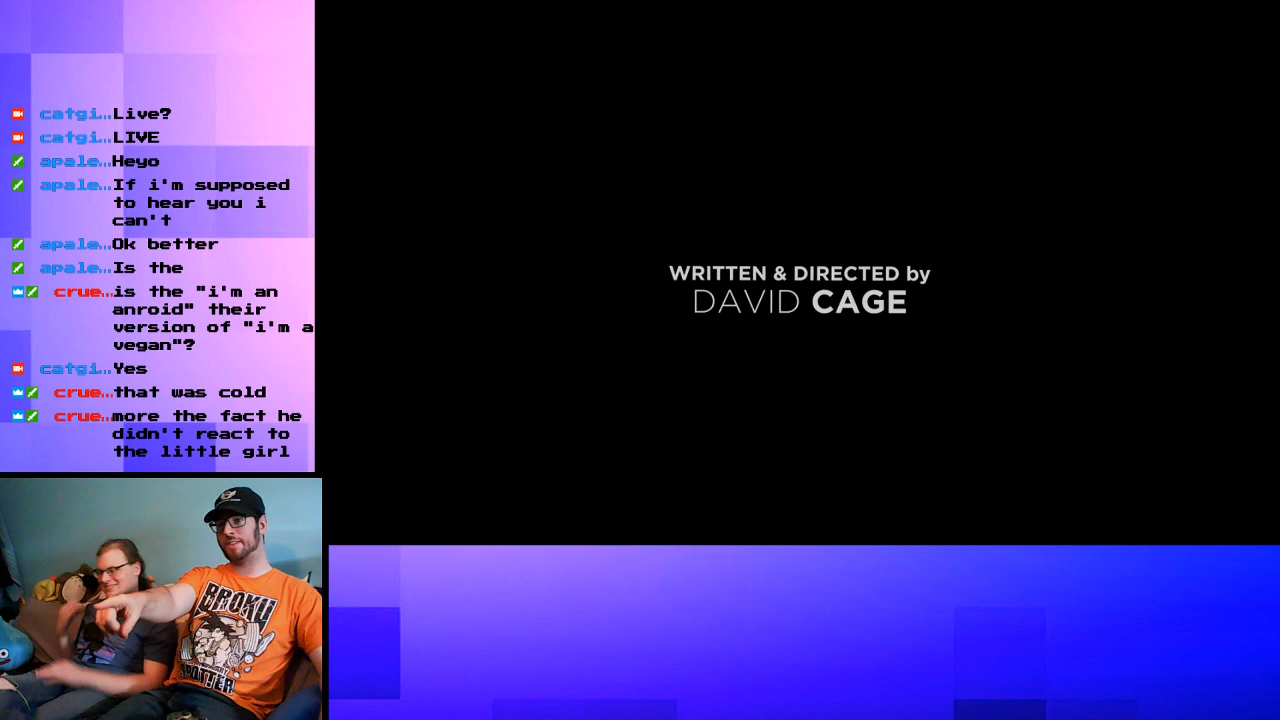 catgi...Live?
catgi...LIVE
apale...Heyo
apale...If i'm supposed
to hear you i
can't
apale...Ok better
apale...Is the
crue...is the "i'm an
anroid" their
version of "i'm a
vegan"?
catgi...Yes
crue...that was cold
crue...more the fact he
didn't react to
the little girl
WRITTEN & DIRECTED by
DAVID CAGE
BROKU
SPOTTER